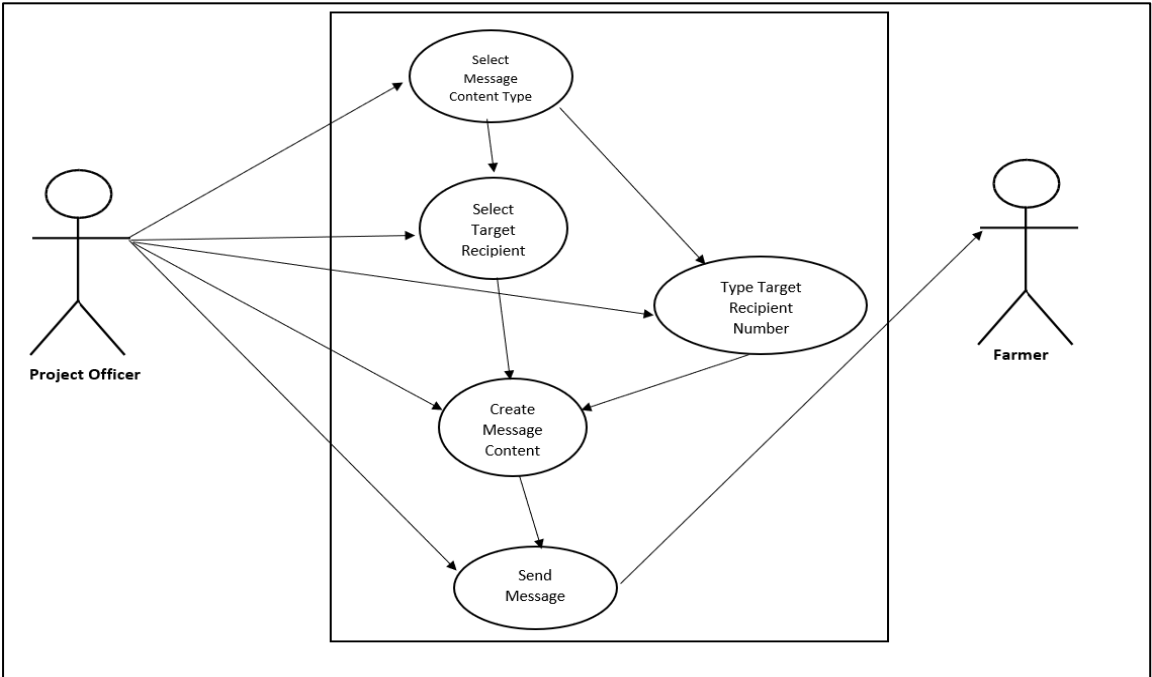 Select
Message
Content Type
Select
Target
Recipient
Type Target
Recipient
Number
Project Officer
Farmer
Create
Message
Content
Send
Message